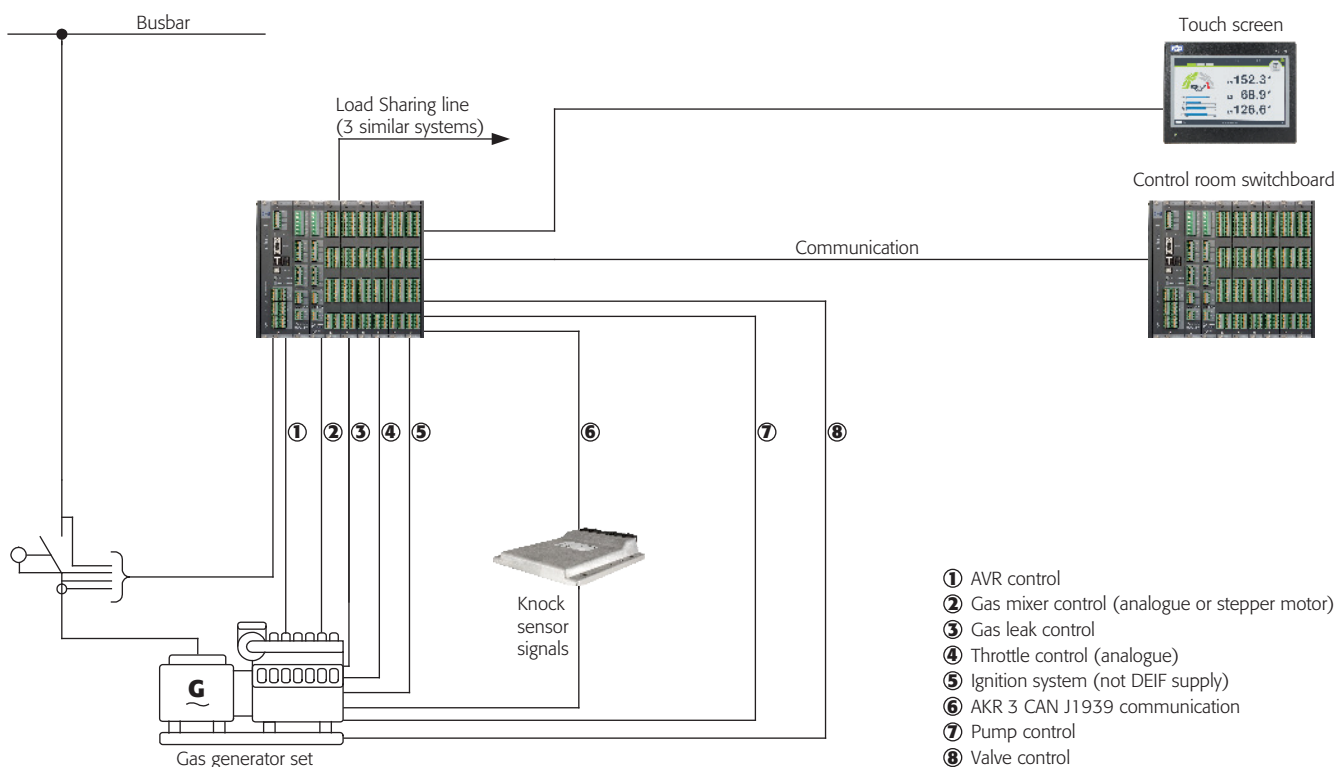 Busbar
Touch screen
152.3
68.9
126.6
Load Sharing line
(3 similar systems)
Control room switchboard
Communication
① ② ③ ④ ⑤ ⑥ ⑦ ⑧
Knock
sensor
signals
G
Gas generator set
① AVR control
② Gas mixer control (analogue or stepper motor)
③ Gas leak control
④ Throttle control (analogue)
⑤ Ignition system (not DEIF supply)
⑥ AKR 3 CAN J1939 communication
⑦ Pump control
⑧ Valve control